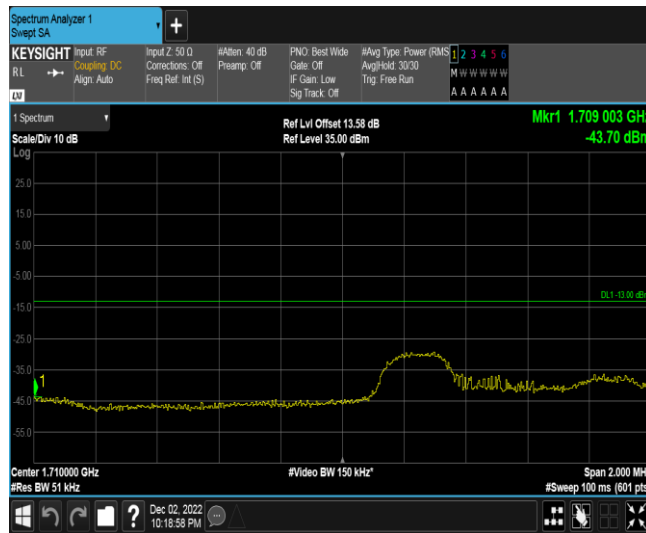 Spectrum Analyzer 1
Swept SA
+
KEYSIGHT Input: RF Input Z: 50 Ω #Atten: 40 dB PNO: Best Wide #Avg Type: Power (RMS 1 2 3 4 5 6
RL Coupling: DC Corrections: Off Preamp: Off Gate: Off Avg|Hold: 30/30 M W W W W W
Align: Auto Freq Ref: Int (S) IF Gain: Low Trig: Free Run
LXI Sig Track: Off A A A A A A
1 Spectrum Ref Lvl Offset 13.58 dB Mkr1 1.709 003 GHz
Scale/Div 10 dB Ref Level 35.00 dBm -43.70 dBm
Log
25.0
15.0
5.00
-5.00
DL1 -13.00 dBm
-15.0
-25.0
-35.0
1
-45.0
-55.0
Center 1.710000 GHz #Video BW 150 kHz* Span 2.000 MH
#Res BW 51 kHz #Sweep 100 ms (601 pts
? Dec 02, 2022
10:18:58 PM